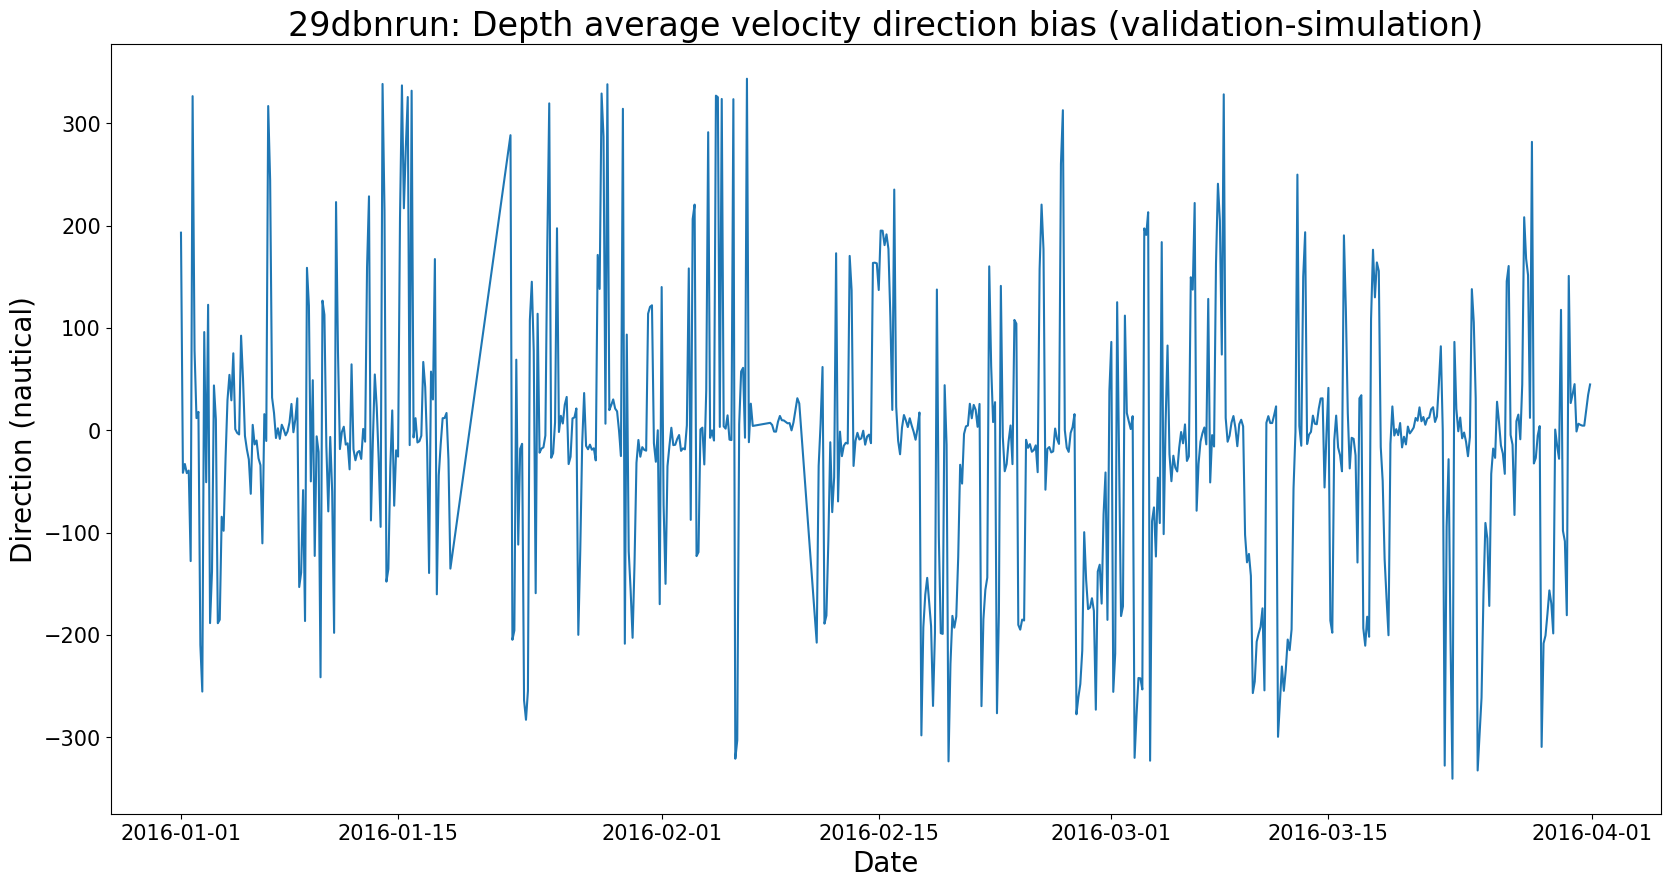 29dbnrun: Depth average velocity direction bias (validation-simulation)
Direction (nautical)
300
200
100
0
−100
−200
−300
2016-01-01 2016-01-15 2016-02-01 2016-02-15 2016-03-01 2016-03-15 2016-04-01
Date